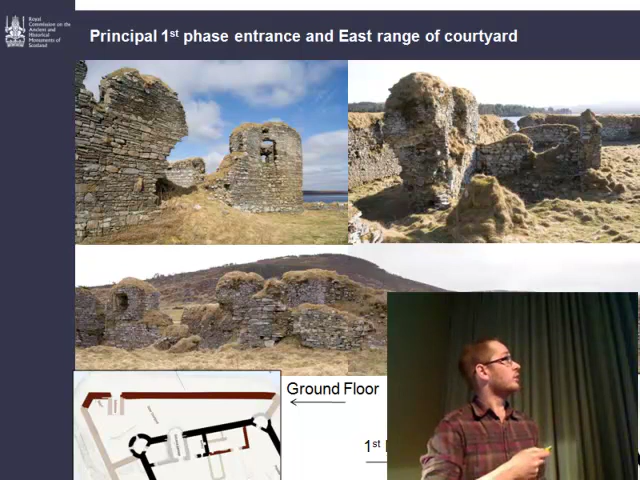 Royal
Commission on the
Ancient and
Historical
Monuments of
Scotland
Principal 1st phase entrance and East range of courtyard
Ground Floor
1st